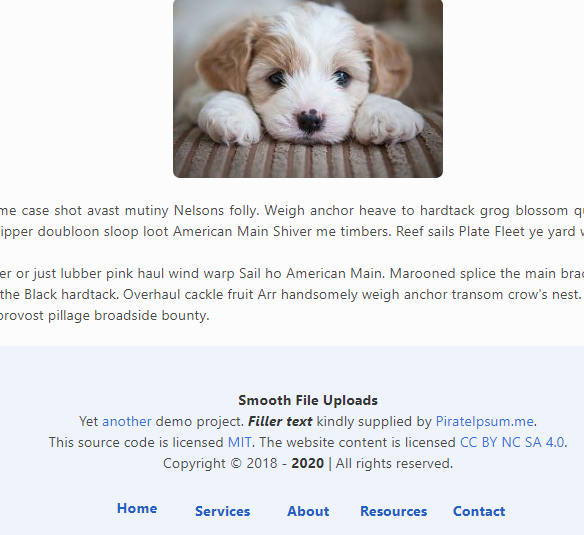 me case shot avast mutiny Nelsons folly. Weigh anchor heave to hardtack grog blossom
ipper doubloon sloop loot American Main Shiver me timbers. Reef sails Plate Fleet ye yard
er or just lubber pink haul wind warp Sail ho American Main. Marooned splice the main
the Black hardtack. Overhaul cackle fruit Arr handsomely weigh anchor transom crow's nest.
provost pillage broadside bounty.
Smooth File Uploads
Yet another demo project. Filler text kindly supplied by PirateIpsum.me.
This source code is licensed MIT. The website content is licensed CC BY NC SA 4.0.
Copyright © 2018 - 2020 | All rights reserved.
Home Services About Resources Contact